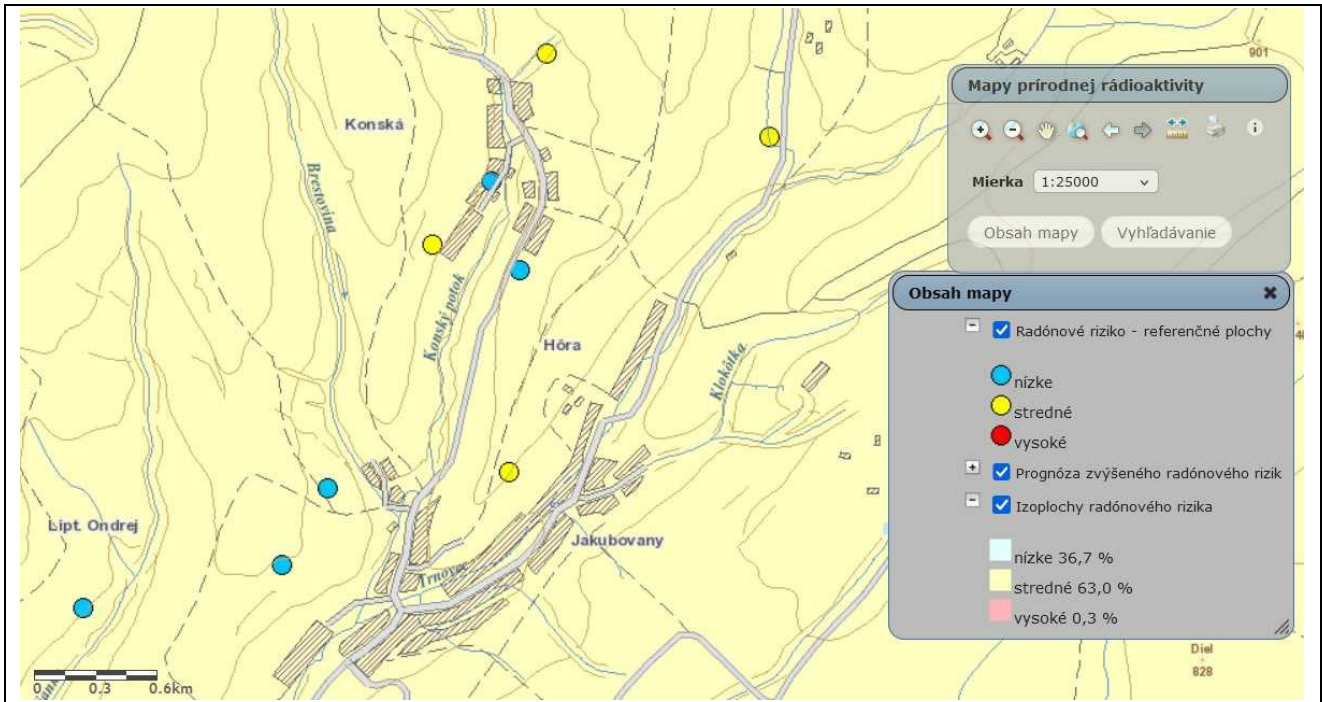 901
Mapy prírodnej rádioaktivity
Konská
Brestovina
Mierka 1:25000
Obsah mapy Vyhľadávanie
Obsah mapy
Konský potok
Hôra
Klokôtka
Radónové riziko - referenčné plochy
nízke
stredné
vysoké
Prognóza zvýšeného radónového rizik
Izoplochy radónového rizika
nízke 36,7 %
stredné 63,0 %
vysoké 0,3 %
Lipt. Ondrej
Jakubovany
Trnovec
Diel
828
0 0.3 0.6km